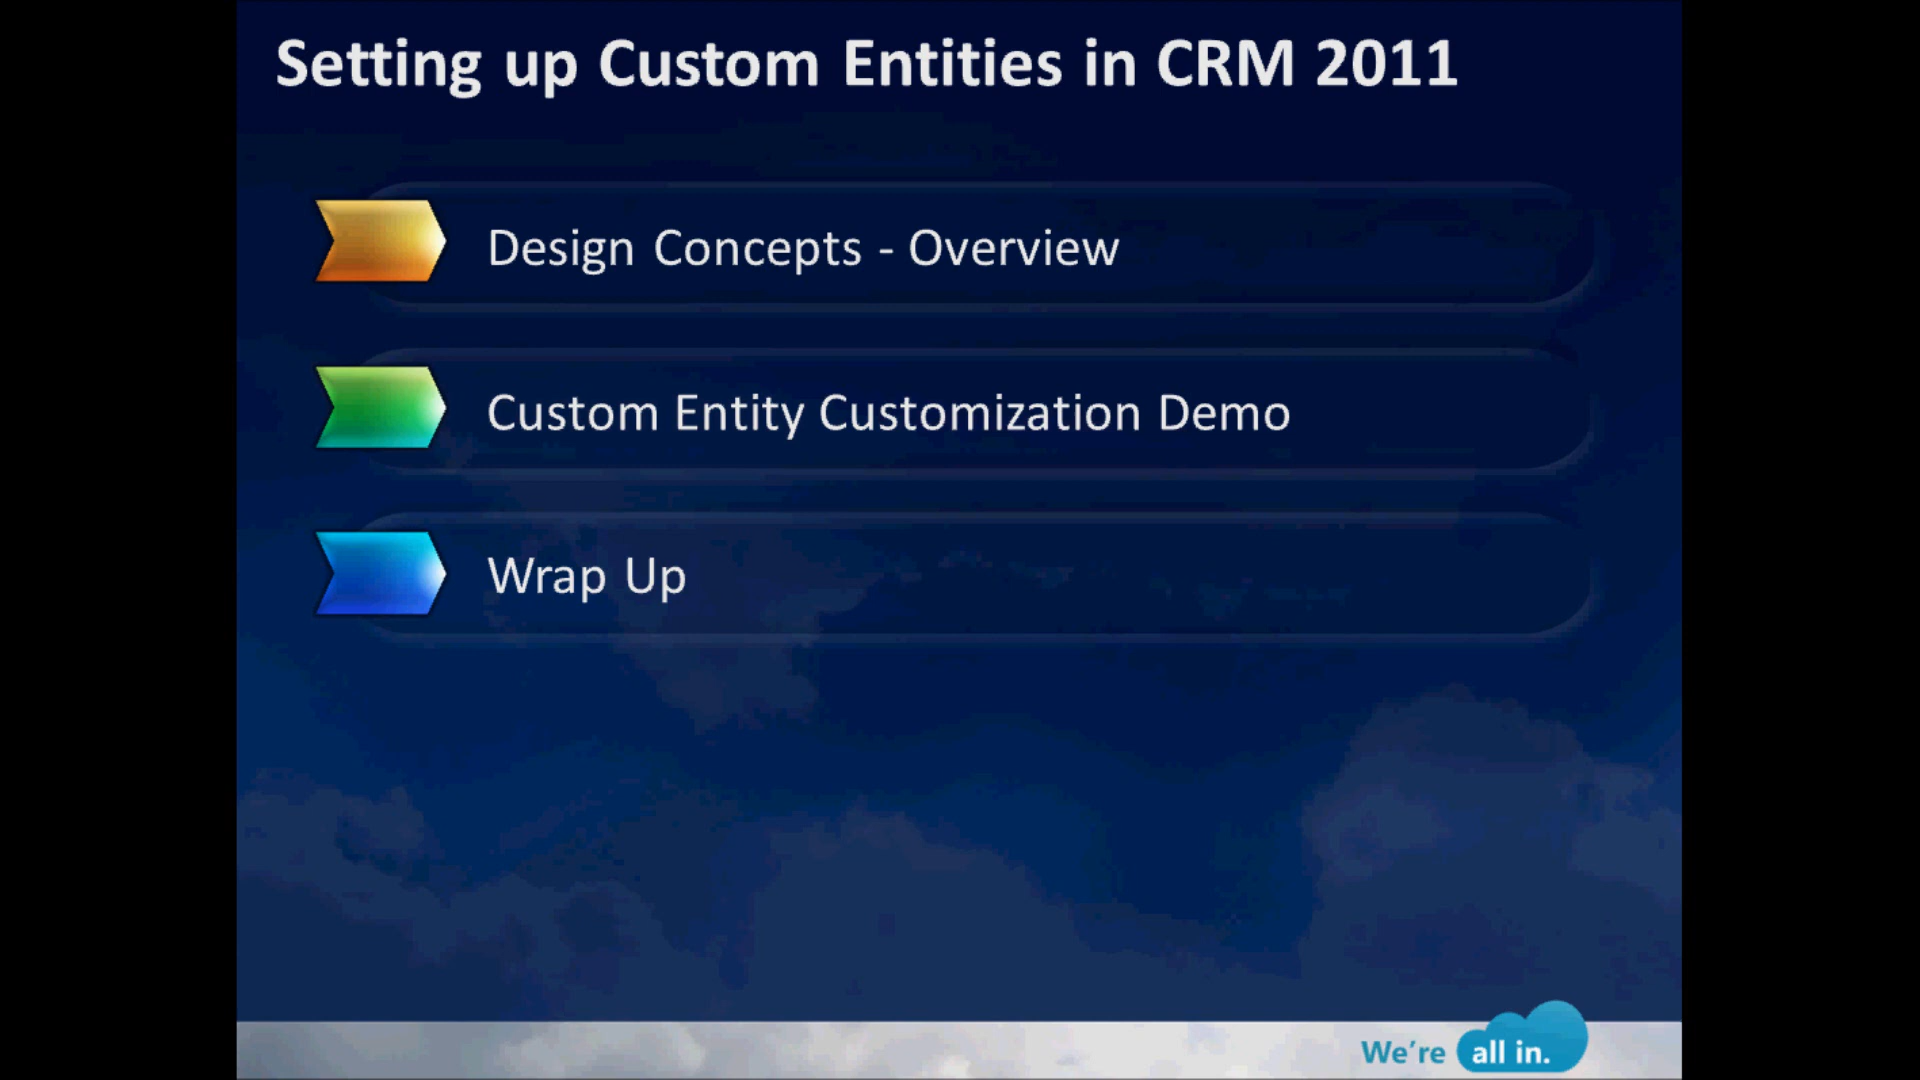 Setting up Custom Entities in CRM 2011
Design Concepts - Overview
Custom Entity Customization Demo
Wrap Up
We're all in.